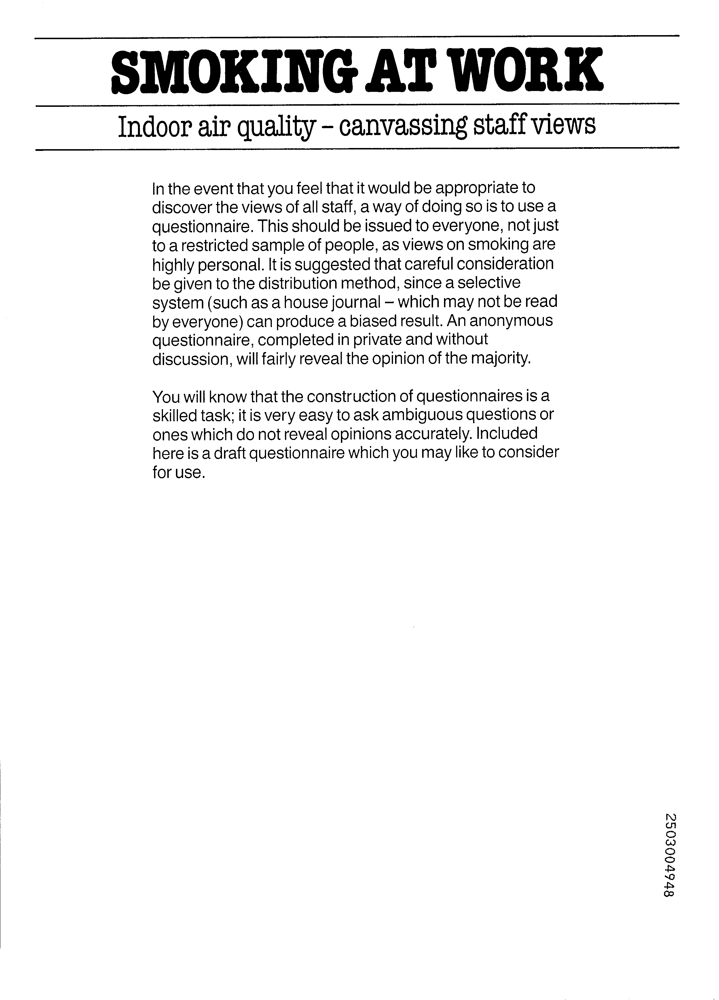 SMOKING AT WORK
Indoor air quality – canvassing staff views
In the event that you feel that it would be appropriate to
discover the views of all staff, a way of doing so is to use a
questionnaire. This should be issued to everyone, not just
to a restricted sample of people, as views on smoking are
highly personal. It is suggested that careful consideration
be given to the distribution method, since a selective
system (such as a house journal – which may not be read
by everyone) can produce a biased result. An anonymous
questionnaire, completed in private and without
discussion, will fairly reveal the opinion of the majority.
You will know that the construction of questionnaires is a
skilled task; it is very easy to ask ambiguous questions or
ones which do not reveal opinions accurately. Included
here is a draft questionnaire which you may like to consider
for use.
2503004948